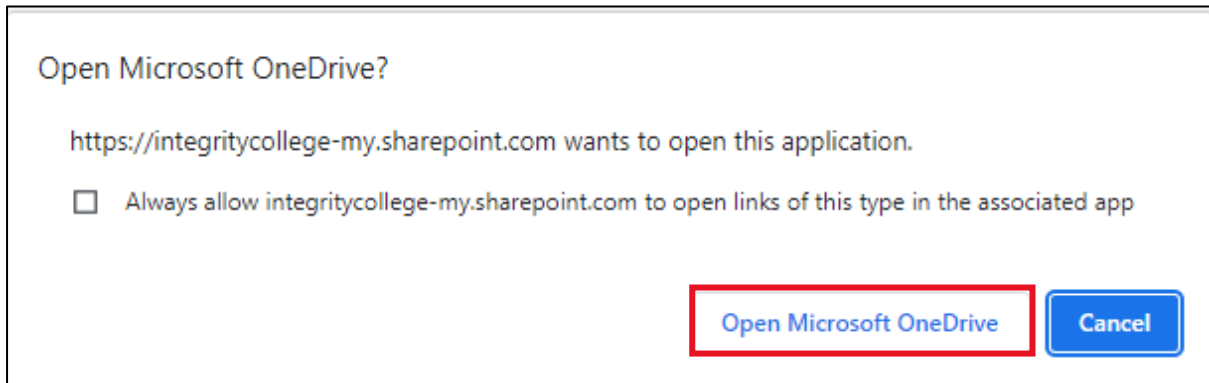 Open Microsoft OneDrive?
https://integritycollege-my.sharepoint.com wants to open this application.
Always allow integritycollege-my.sharepoint.com to open links of this type in the associated app
Open Microsoft OneDrive
Cancel